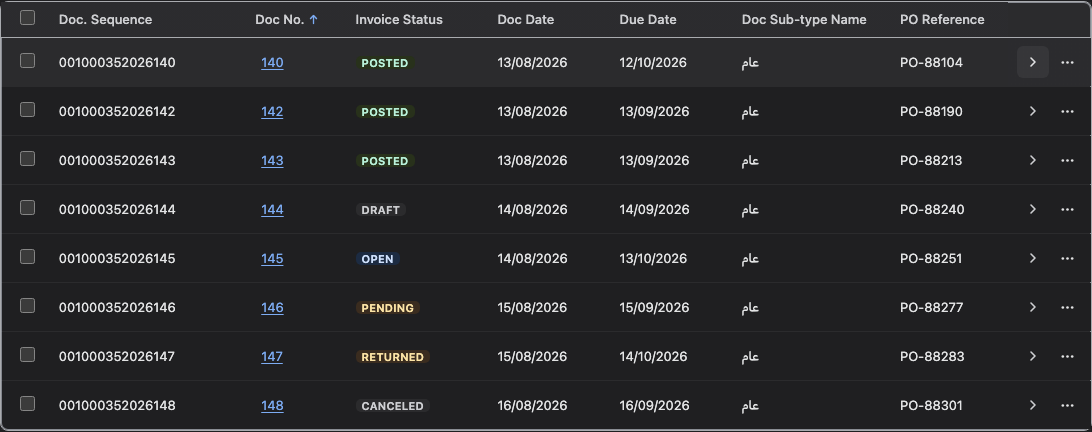 Doc. Sequence Doc No. ↑ Invoice Status Doc Date Due Date Doc Sub-type Name PO Reference
001000352026140 140 POSTED 13/08/2026 12/10/2026 عام PO-88104
001000352026142 142 POSTED 13/08/2026 13/09/2026 عام PO-88190
001000352026143 143 POSTED 13/08/2026 13/09/2026 عام PO-88213
001000352026144 144 DRAFT 14/08/2026 14/09/2026 عام PO-88240
001000352026145 145 OPEN 14/08/2026 13/10/2026 عام PO-88251
001000352026146 146 PENDING 15/08/2026 15/09/2026 عام PO-88277
001000352026147 147 RETURNED 15/08/2026 14/10/2026 عام PO-88283
001000352026148 148 CANCELED 16/08/2026 16/09/2026 عام PO-88301